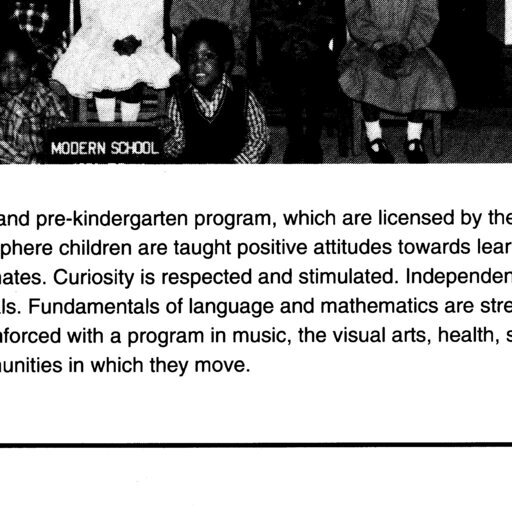 MODERN SCHOOL
and pre-kindergarten program, which are licensed by the
phere children are taught positive attitudes towards lear
nates. Curiosity is respected and stimulated. Independen
ls. Fundamentals of language and mathematics are stre
nforced with a program in music, the visual arts, health, s
unities in which they move.